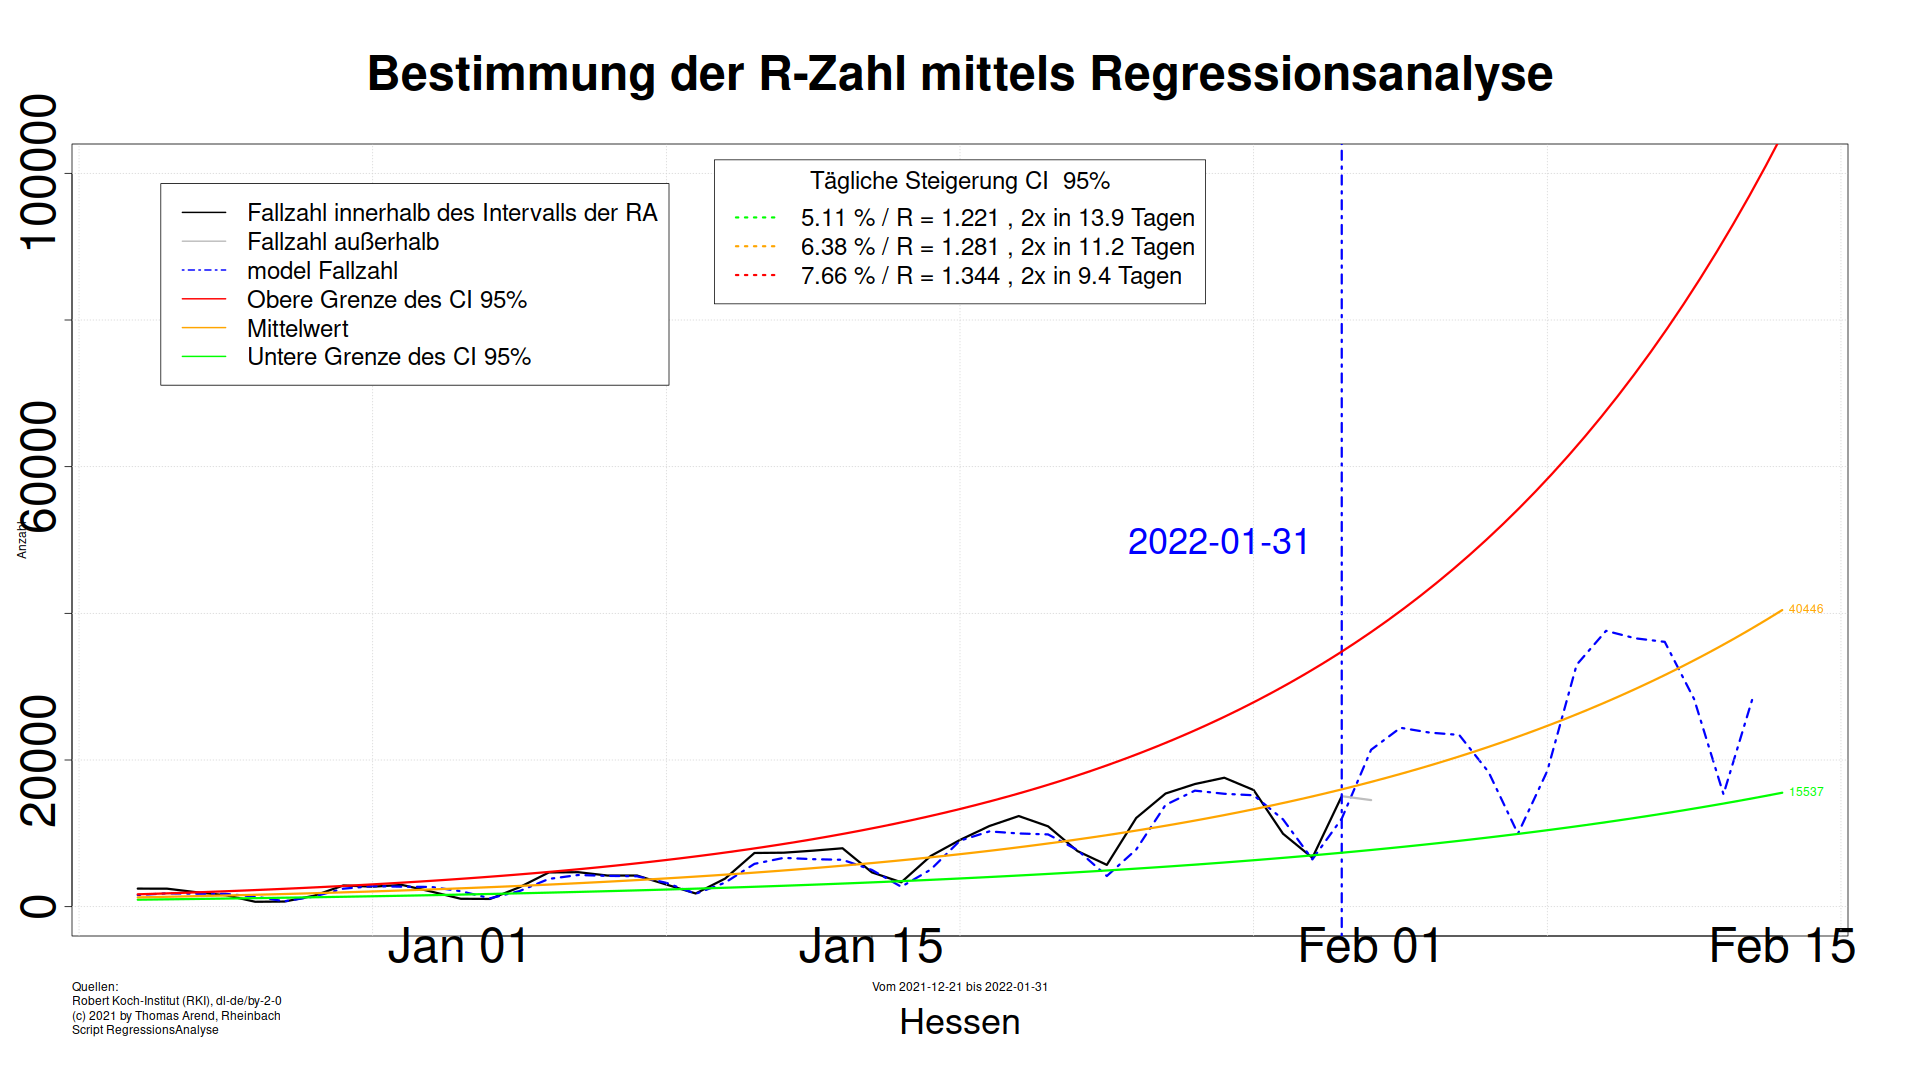 Bestimmung der R-Zahl mittels Regressionsanalyse
100000
60000
20000
0
Anzahl
Fallzahl innerhalb des Intervalls der RA
Fallzahl außerhalb
model Fallzahl
Obere Grenze des CI 95%
Mittelwert
Untere Grenze des CI 95%
Tägliche Steigerung CI  95%
5.11 % / R = 1.221 , 2x in 13.9 Tagen
6.38 % / R = 1.281 , 2x in 11.2 Tagen
7.66 % / R = 1.344 , 2x in 9.4 Tagen
2022-01-31
40446
15537
Jan 01
Jan 15
Feb 01
Feb 15
Quellen:
Robert Koch-Institut (RKI), dl-de/by-2-0
(c) 2021 by Thomas Arend, Rheinbach
Script RegressionsAnalyse
Vom 2021-12-21 bis 2022-01-31
Hessen